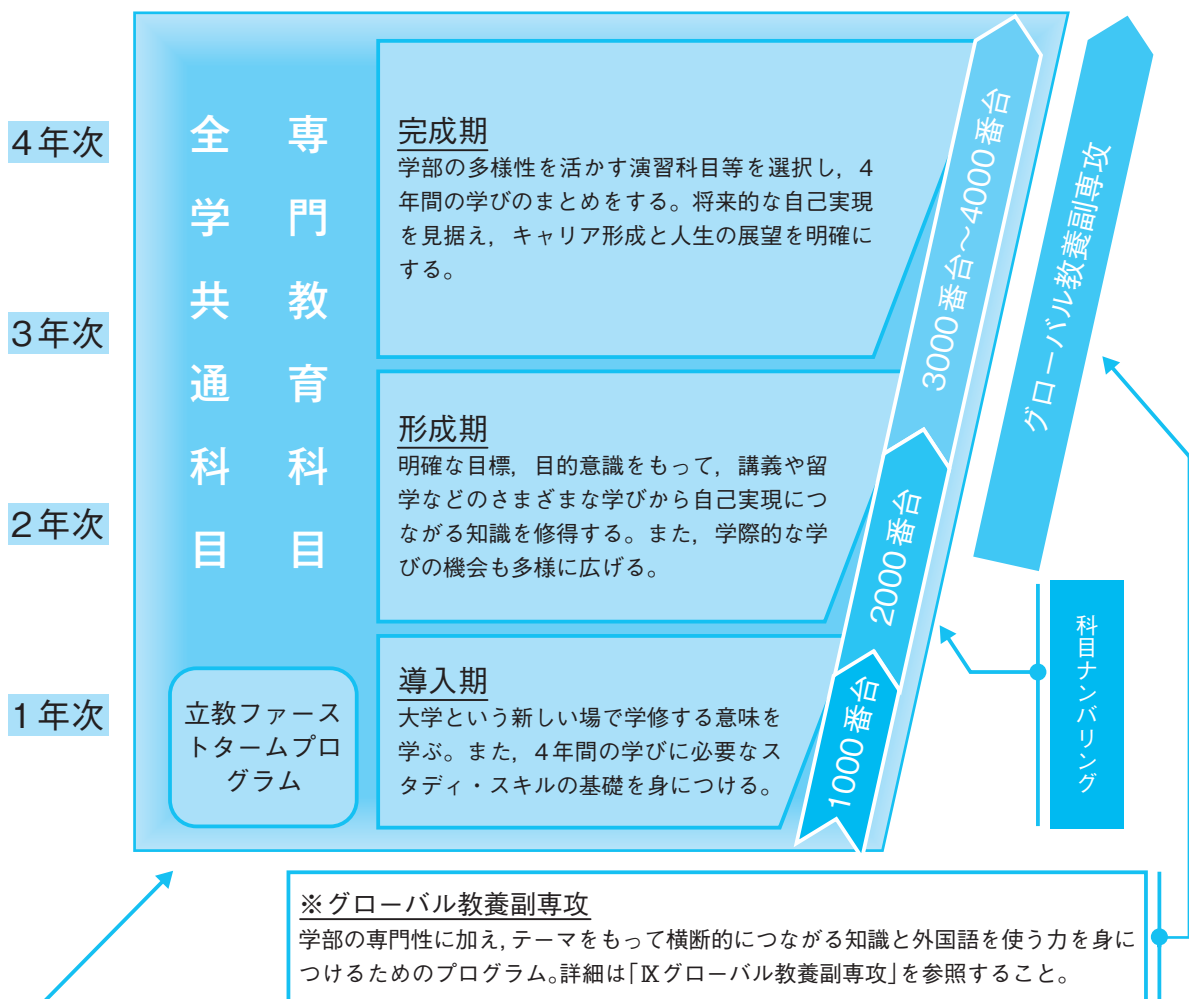 4年次
3年次
2年次
1年次
全学共通科目
専門教育科目
立教ファース
トタームプロ
グラム
完成期
学部の多様性を活かす演習科目等を選択し，4
年間の学びのまとめをする。将来的な自己実現
を見据え，キャリア形成と人生の展望を明確に
する。
形成期
明確な目標，目的意識をもって，講義や留
学などのさまざまな学びから自己実現につ
ながる知識を修得する。また，学際的な学
びの機会も多様に広げる。
導入期
大学という新しい場で学修する意味を
学ぶ。また，4年間の学びに必要なス
タディ・スキルの基礎を身につける。
3000番台〜4000番台
2000番台
1000番台
グローバル教養副専攻
科目ナンバリング
※グローバル教養副専攻
学部の専門性に加え，テーマをもって横断的につながる知識と外国語を使う力を身に
つけるためのプログラム。詳細は「Ⅸグローバル教養副専攻」を参照すること。